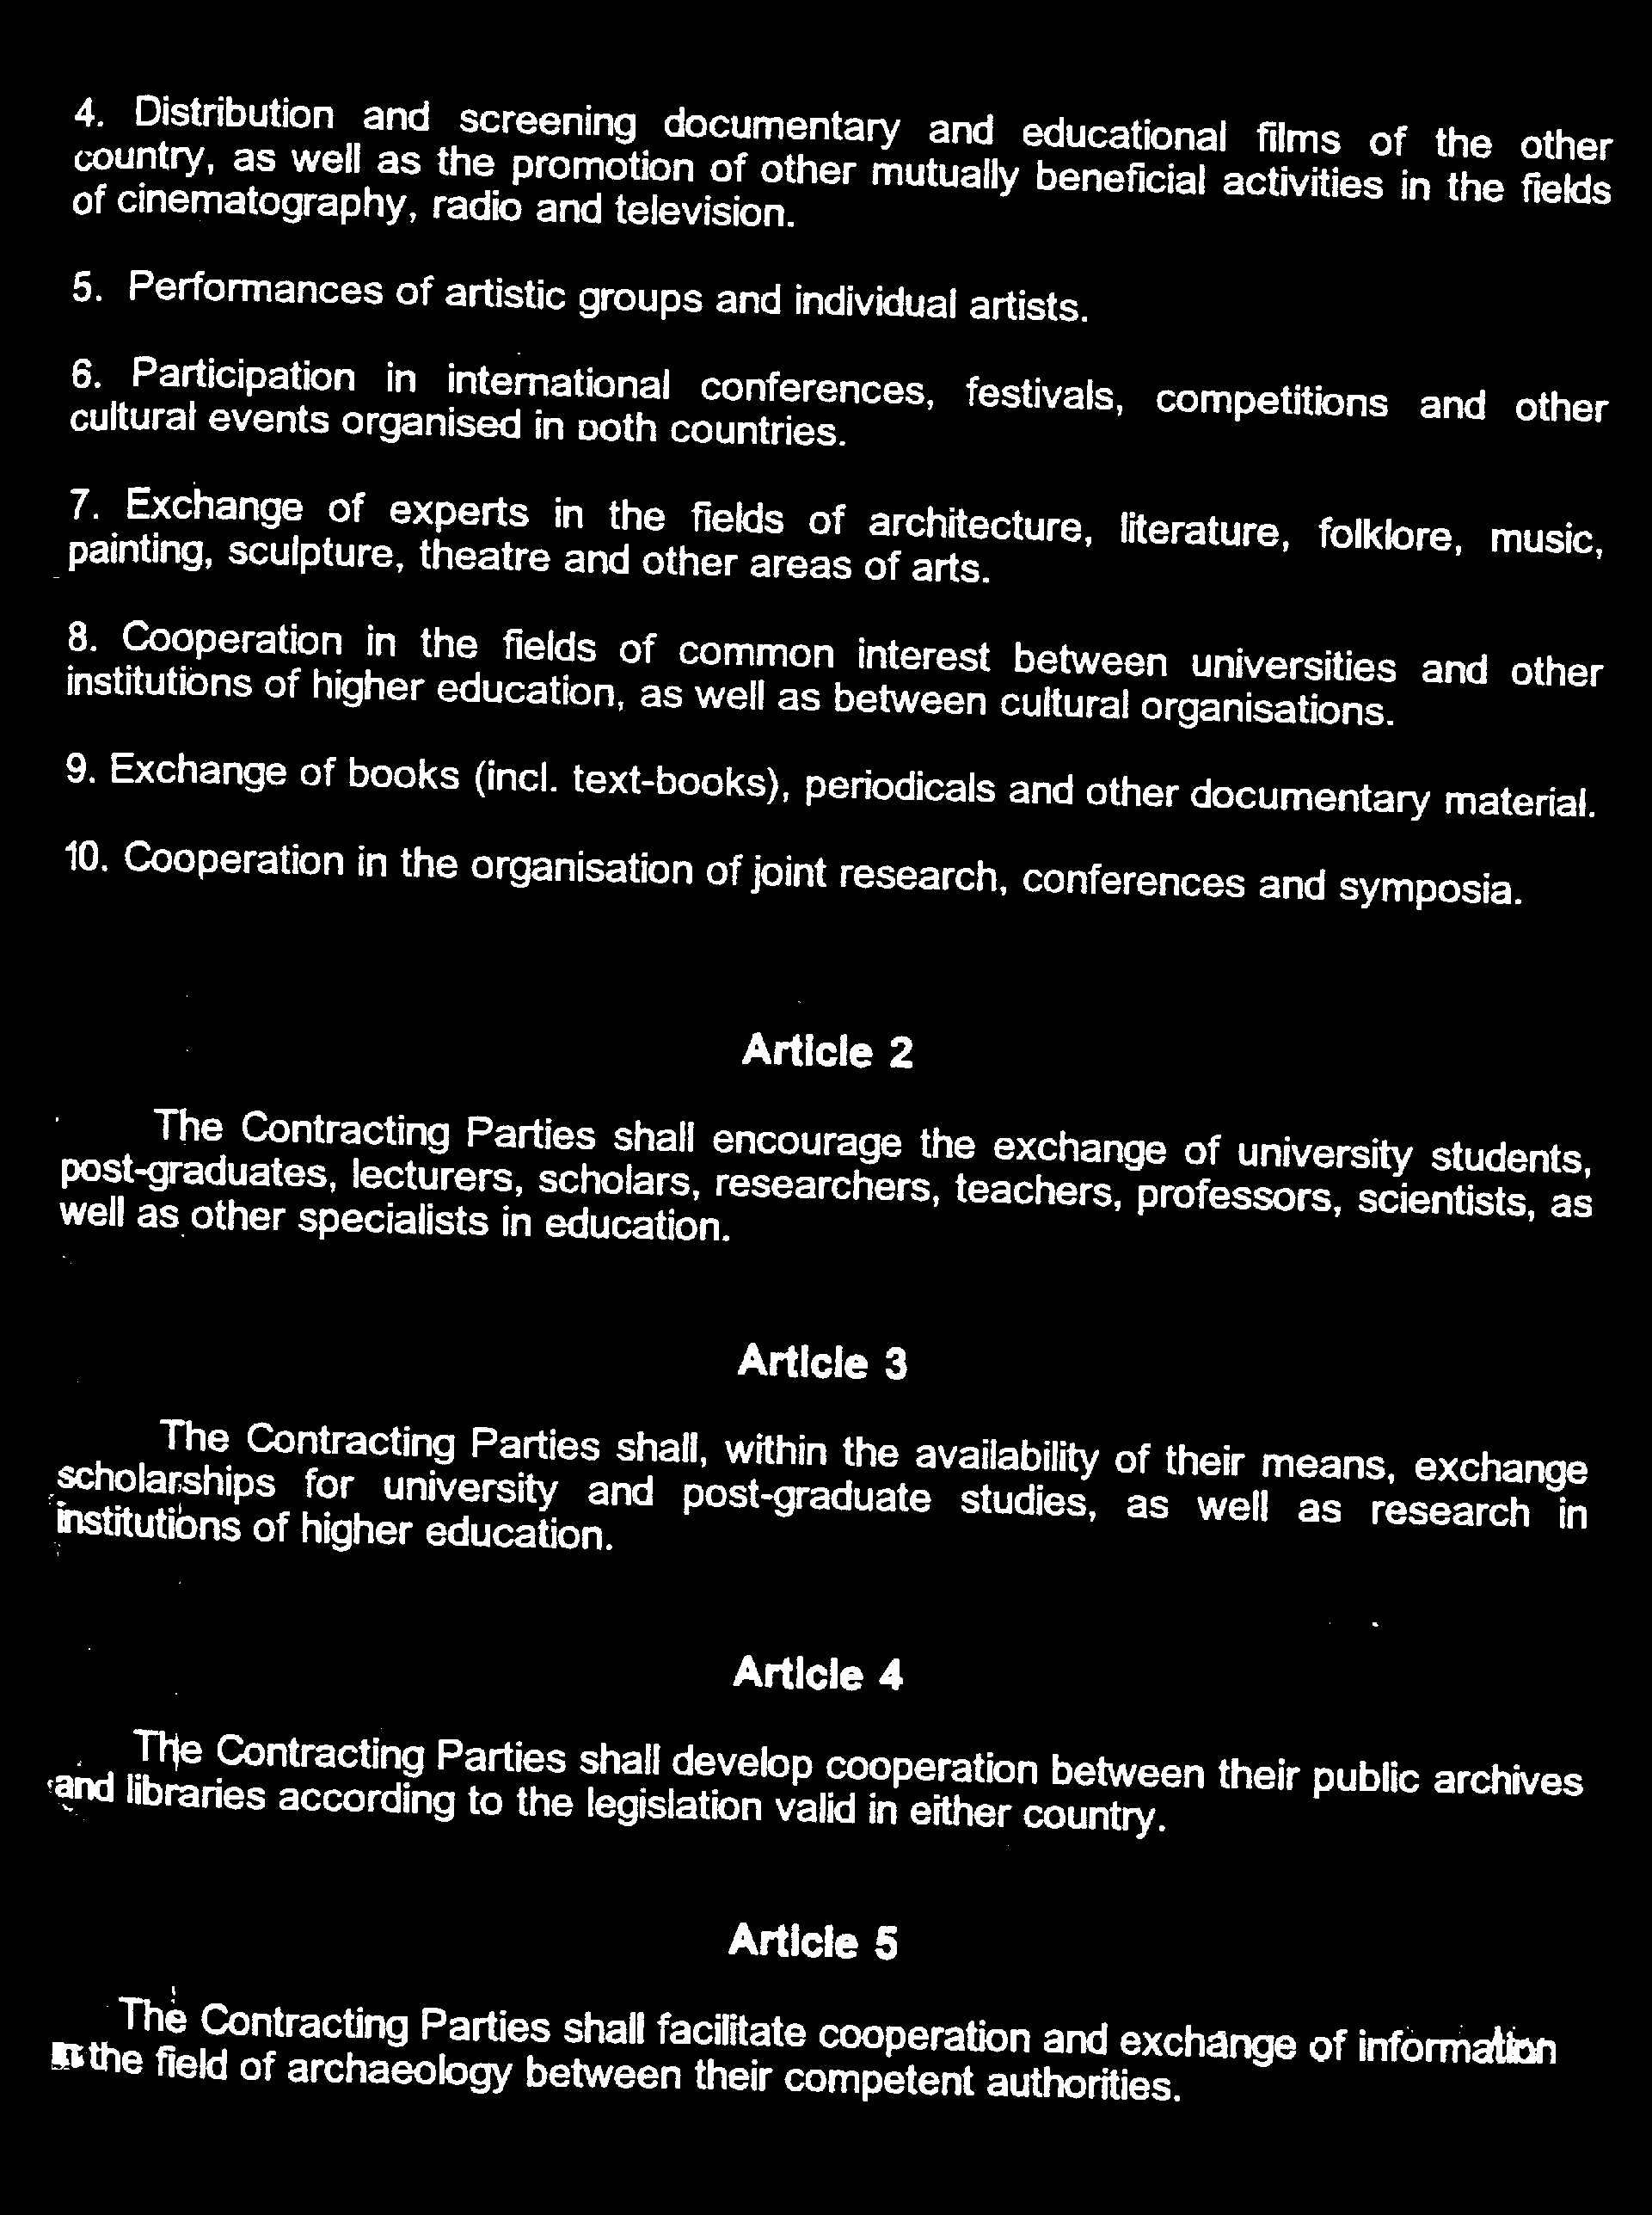 4. Distribution and screening documentary and educational films of the other
country, as well as the promotion of other mutually beneficial activities in the fields
of cinematography, radio and television.
5. Performances of artistic groups and individual artists.
6. Participation in international conferences, festivals, competitions and other
cultural events organised in both countries.
7. Exchange of experts in the fields of architecture, literature, folklore, music,
painting, sculpture, theatre and other areas of arts.
8. Cooperation in the fields of common interest between universities and other
institutions of higher education, as well as between cultural organisations.
9. Exchange of books (incl. text-books), periodicals and other documentary material.
10. Cooperation in the organisation of joint research, conferences and symposia.
Article 2
The Contracting Parties shall encourage the exchange of university students,
post-graduates, lecturers, scholars, researchers, teachers, professors, scientists, as
well as other specialists in education.
Article 3
The Contracting Parties shall, within the availability of their means, exchange
scholarships for university and post-graduate studies, as well as research in
institutions of higher education.
Article 4
The Contracting Parties shall develop cooperation between their public archives
and libraries according to the legislation valid in either country.
Article 5
The Contracting Parties shall facilitate cooperation and exchange of information
the field of archaeology between their competent authorities.